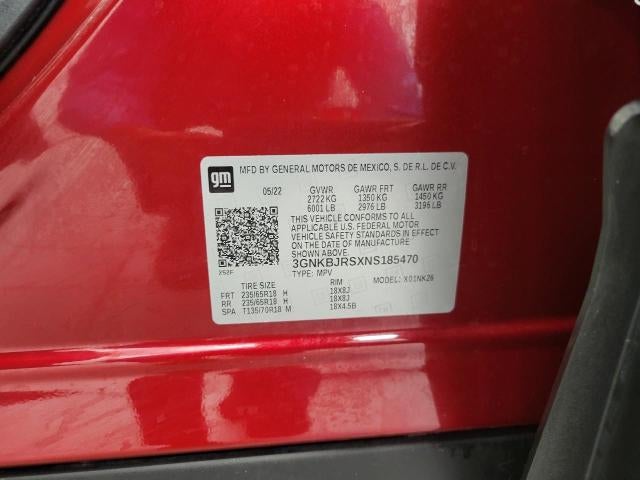 gm
MFD BY GENERAL MOTORS DE MEXICO, S. DE R.L. DE C.V.
05/22 GVWR GAWR FRT GAWR RR
2722 KG 1350 KG 1450 KG
6001 LB 2976 LB 3196 LB
THIS VEHICLE CONFORMS TO ALL
APPLICABLE U.S. FEDERAL MOTOR
VEHICLE SAFETY STANDARDS IN EFFECT
ON THE DATE OF MANUFACTURE
3GNKBJRSXNS185470
2S2F TYPE: MPV MODEL: X01NK26
TIRE SIZE RIM
FRT 235/65R18 H 18X8J
RR 235/65R18 H 18X8J
SPA T135/70R18 M 18X4.5B